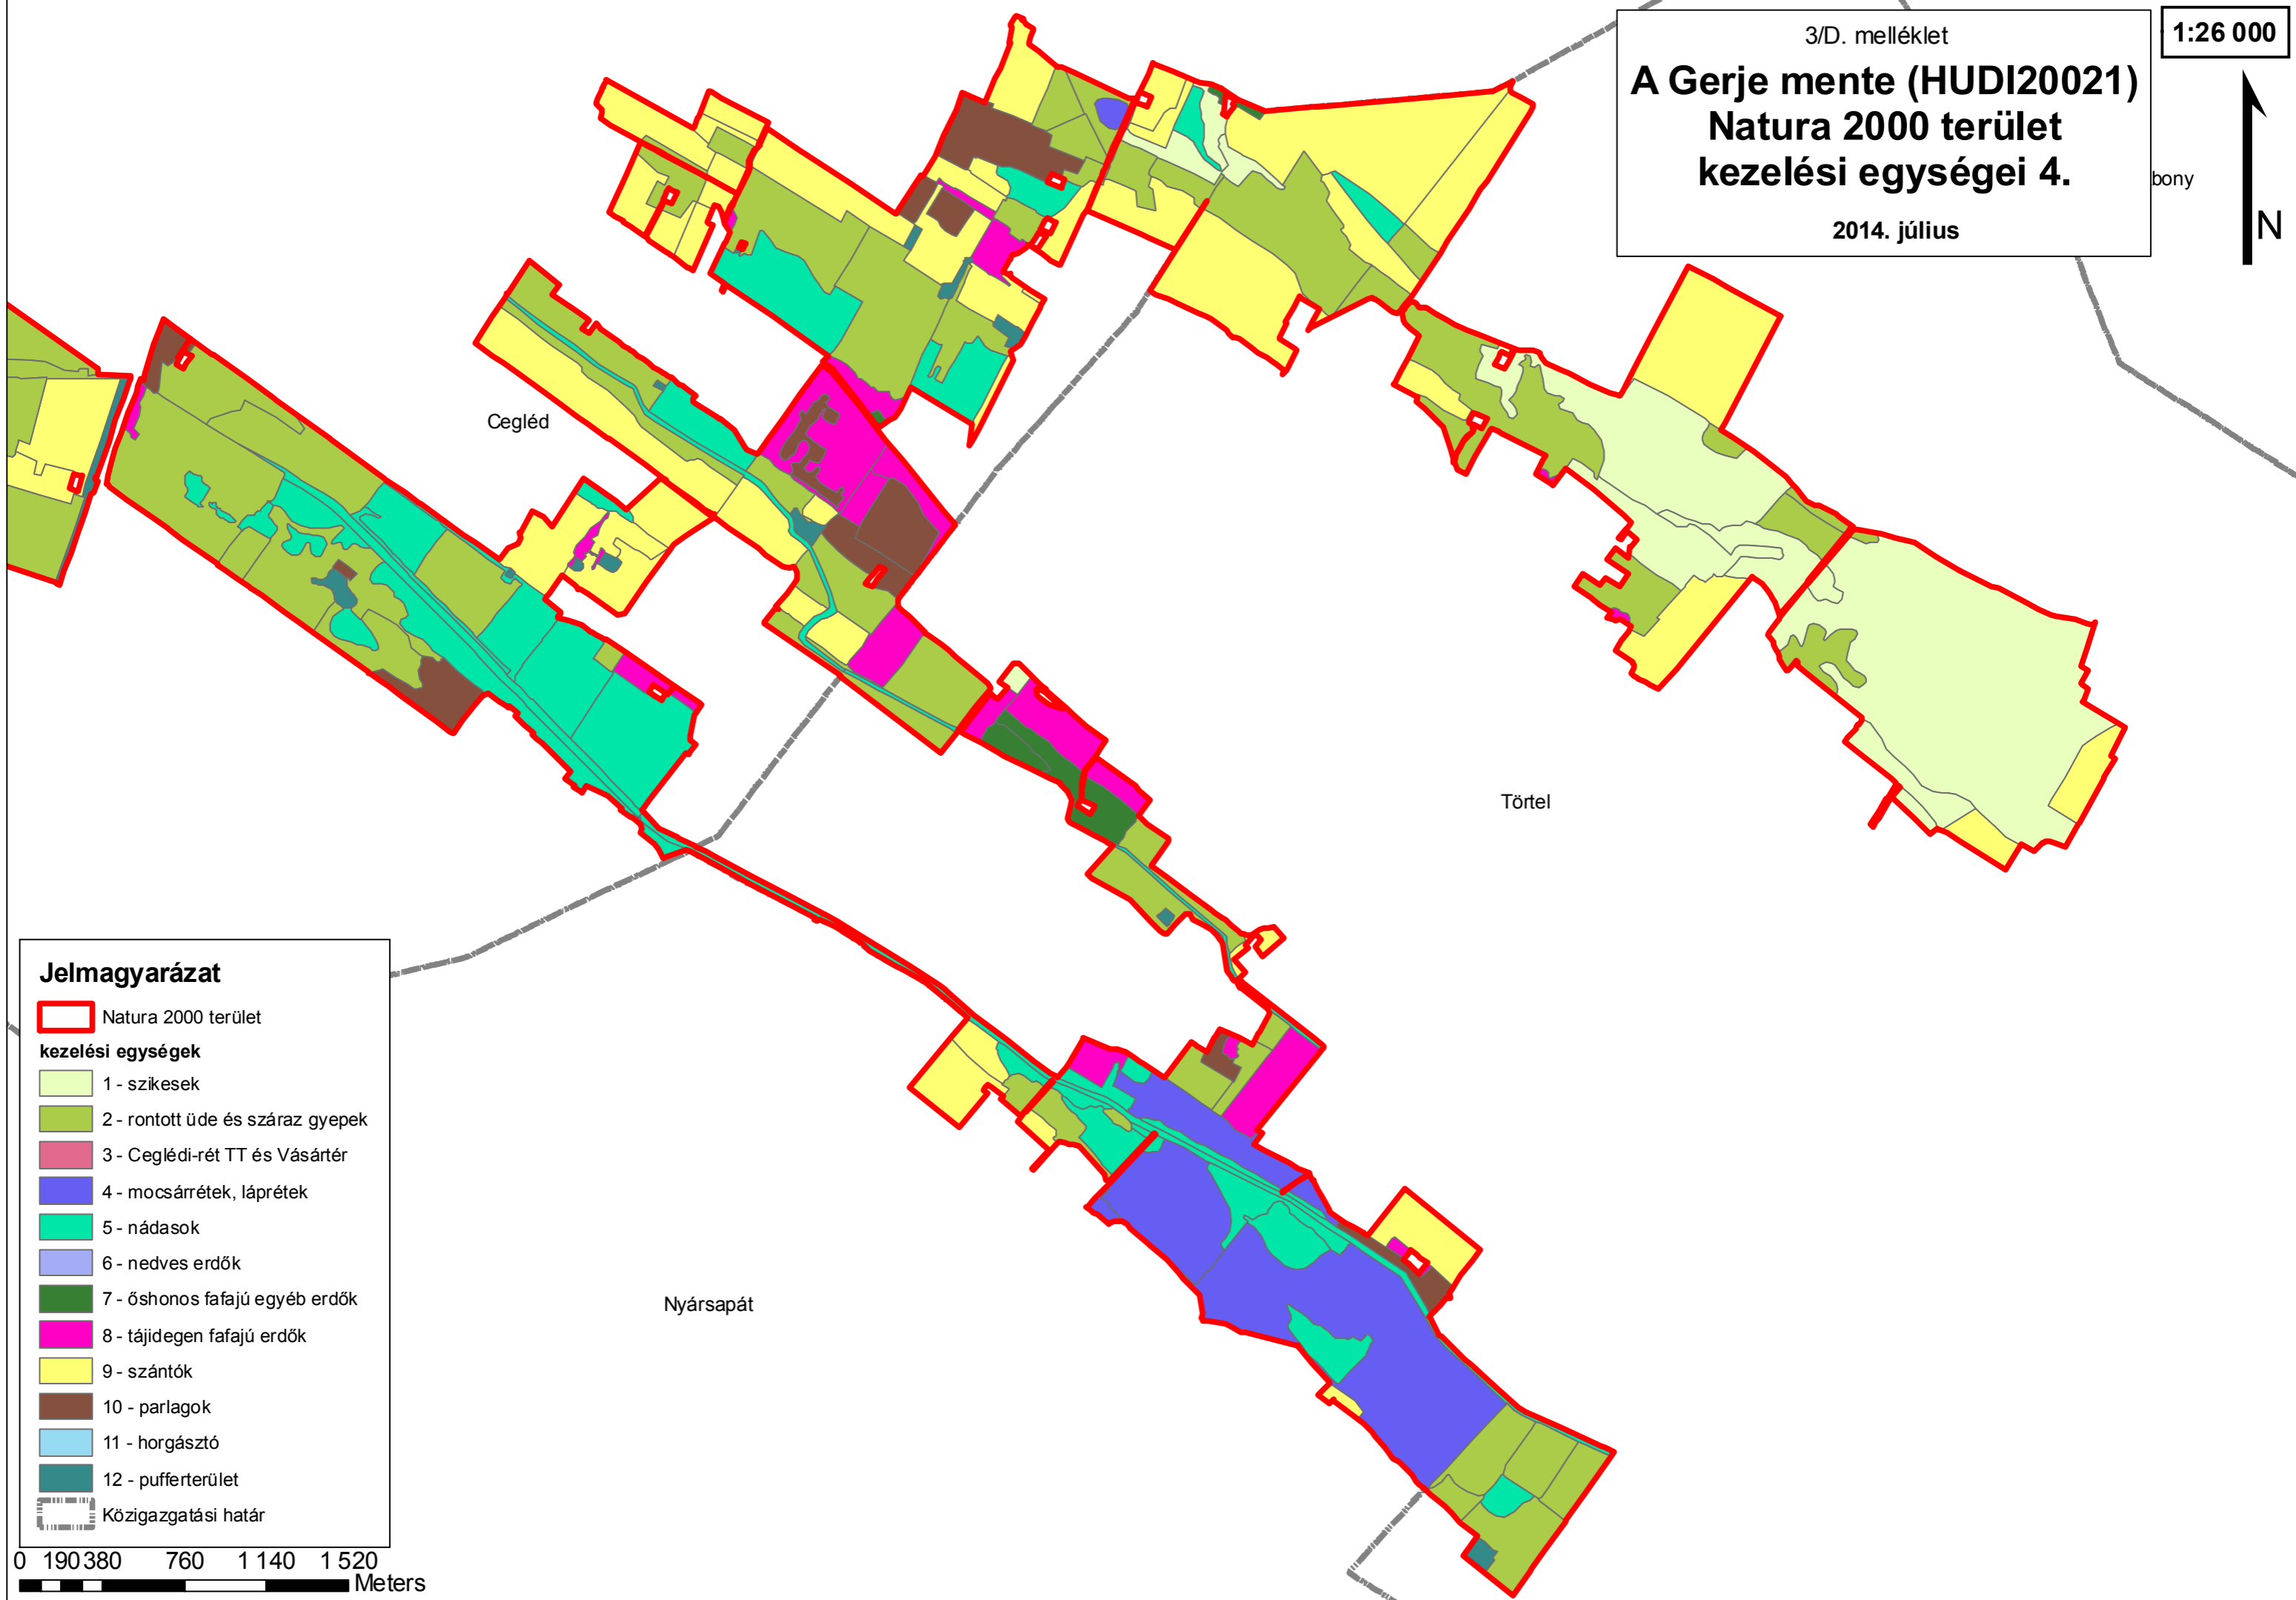 3/D. melléklet
A Gerje mente (HUDI20021)
Natura 2000 terület
kezelési egységei 4.
2014. július
1:26 000
bony
N
Cegléd
Törtel
Nyársapát
Jelmagyarázat
Natura 2000 terület
kezelési egységek
1 - szikesek
2 - rontott üde és száraz gyepek
3 - Ceglédi-rét TT és Vásártér
4 - mocsárrétek, láprétek
5 - nádasok
6 - nedves erdők
7 - őshonos fafajú egyéb erdők
8 - tájidegen fafajú erdők
9 - szántók
10 - parlagok
11 - horgásztó
12 - pufferterület
Közigazgatási határ
0 190 380 760 1 140 1 520
Meters